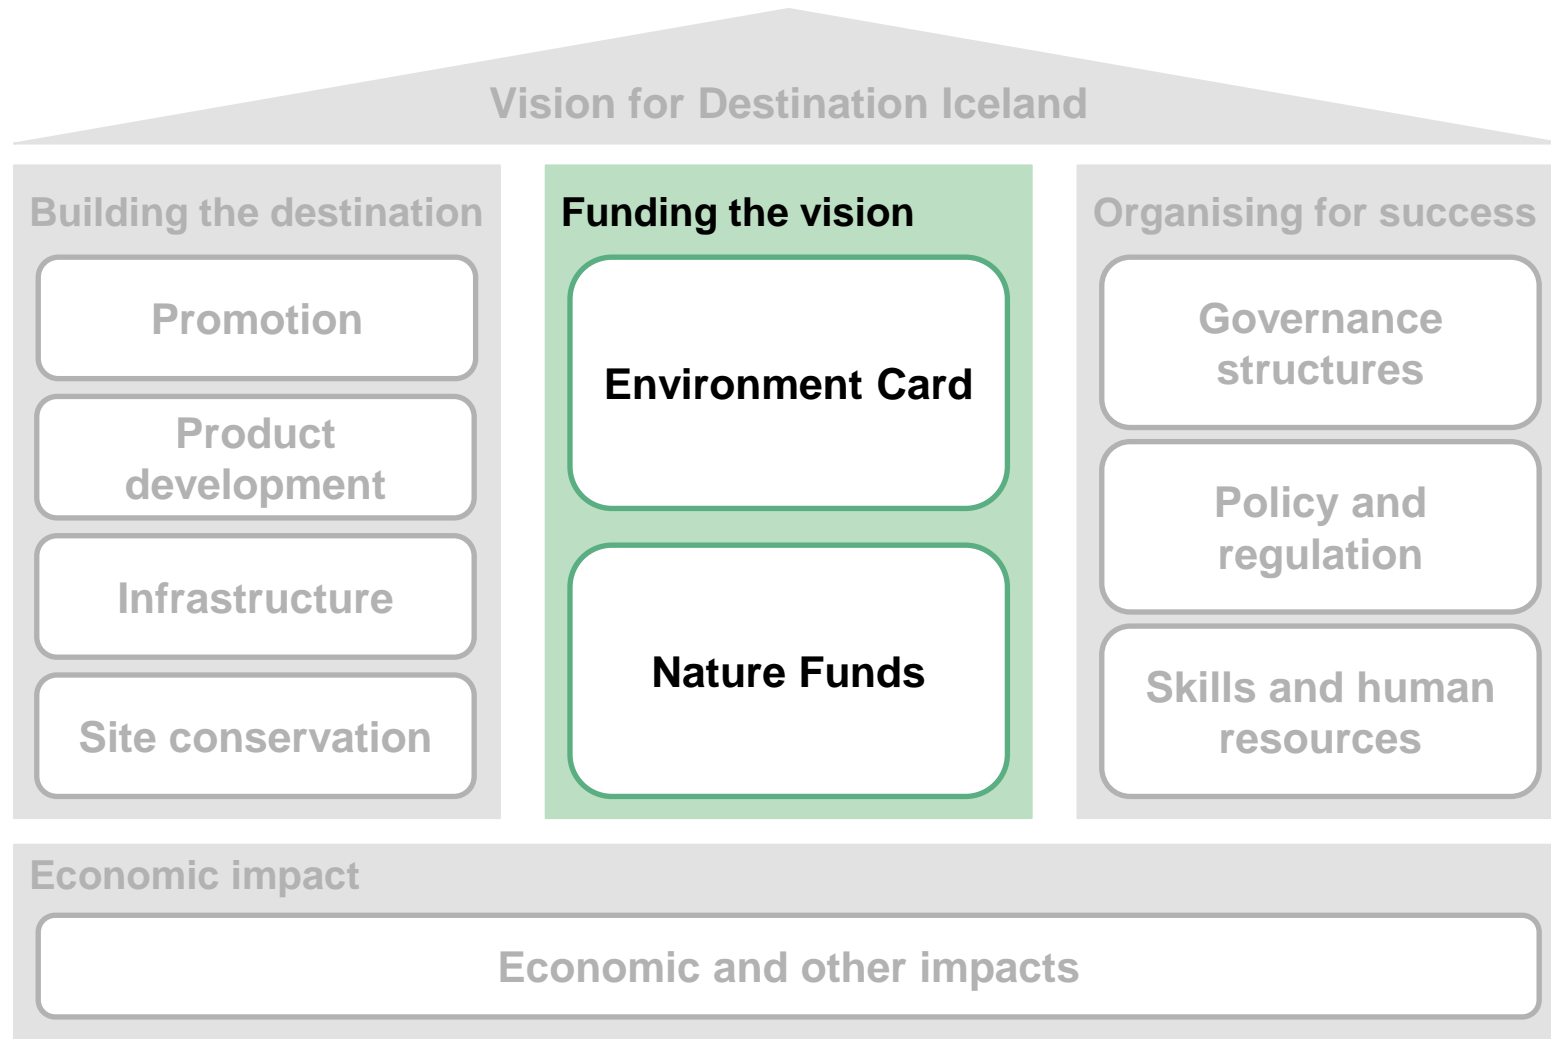 Vision for Destination Iceland
Building the destination
Promotion
Product
development
Infrastructure
Site conservation
Funding the vision
Environment Card
Nature Funds
Organising for success
Governance
structures
Policy and
regulation
Skills and human
resources
Economic impact
Economic and other impacts